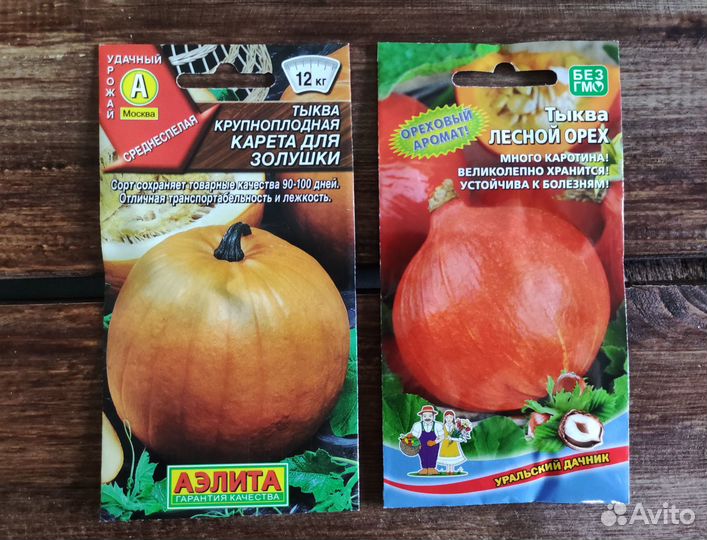 УДАЧНЫЙ
УРОЖАЙ
А
Москва
СРЕДНЕСПЕЛАЯ
12 кг
ТЫКВА
КРУПНОПЛОДНАЯ
КАРЕТА ДЛЯ
ЗОЛУШКИ
Сорт сохраняет товарные качества 90-100 дней.
Отличная транспортабельность и лежкость.
АЭЛИТА
ГАРАНТИЯ КАЧЕСТВА
БЕЗ
ГМО
ОРЕХОВЫЙ
АРОМАТ!
Тыква
ЛЕСНОЙ ОРЕХ
МНОГО КАРОТИНА!
ВЕЛИКОЛЕПНО ХРАНИТСЯ!
УСТОЙЧИВА К БОЛЕЗНЯМ!
УРАЛЬСКИЙ ДАЧНИК
Avito